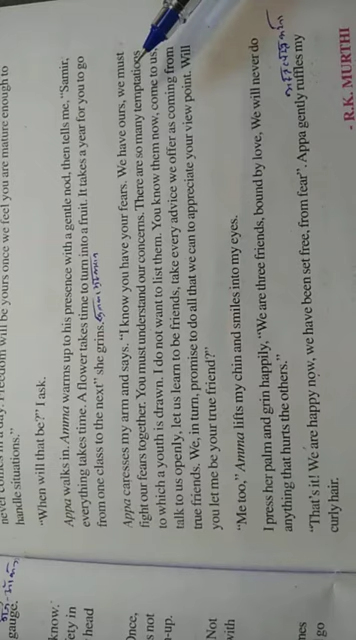 handle situations."
"When will that be?" I ask.
Appa walks in. Amma warms up to his presence with a gentle nod, then tells me, "Samir,
everything takes time. A flower takes time to turn into a fruit. It takes a year for you to go
from one class to the next" she grins.
Appa caresses my arm and says. "I know you have your fears. We have ours, we must
fight our fears together. You must understand our concerns. There are so many temptations
to which a youth is drawn. I do not want to list them. You know them now, come to us,
talk to us openly, let us learn to be friends, take every advice we offer as coming from
true friends. We, in turn, promise to do all that we can to appreciate your view point. Will
you let me be your true friend?"
"Me too," Amma lifts my chin and smiles into my eyes.
I press her palm and grin happily, "We are three friends, bound by love, We will never do
anything that hurts the others."
"That's it! We are happy now, we have been set free, from fear". Appa gently ruffles my
curly hair.
- R.K. MURTHI
gauge.
know.
ety in
head
Once,
s not
t-up.
Not
with
mes
go